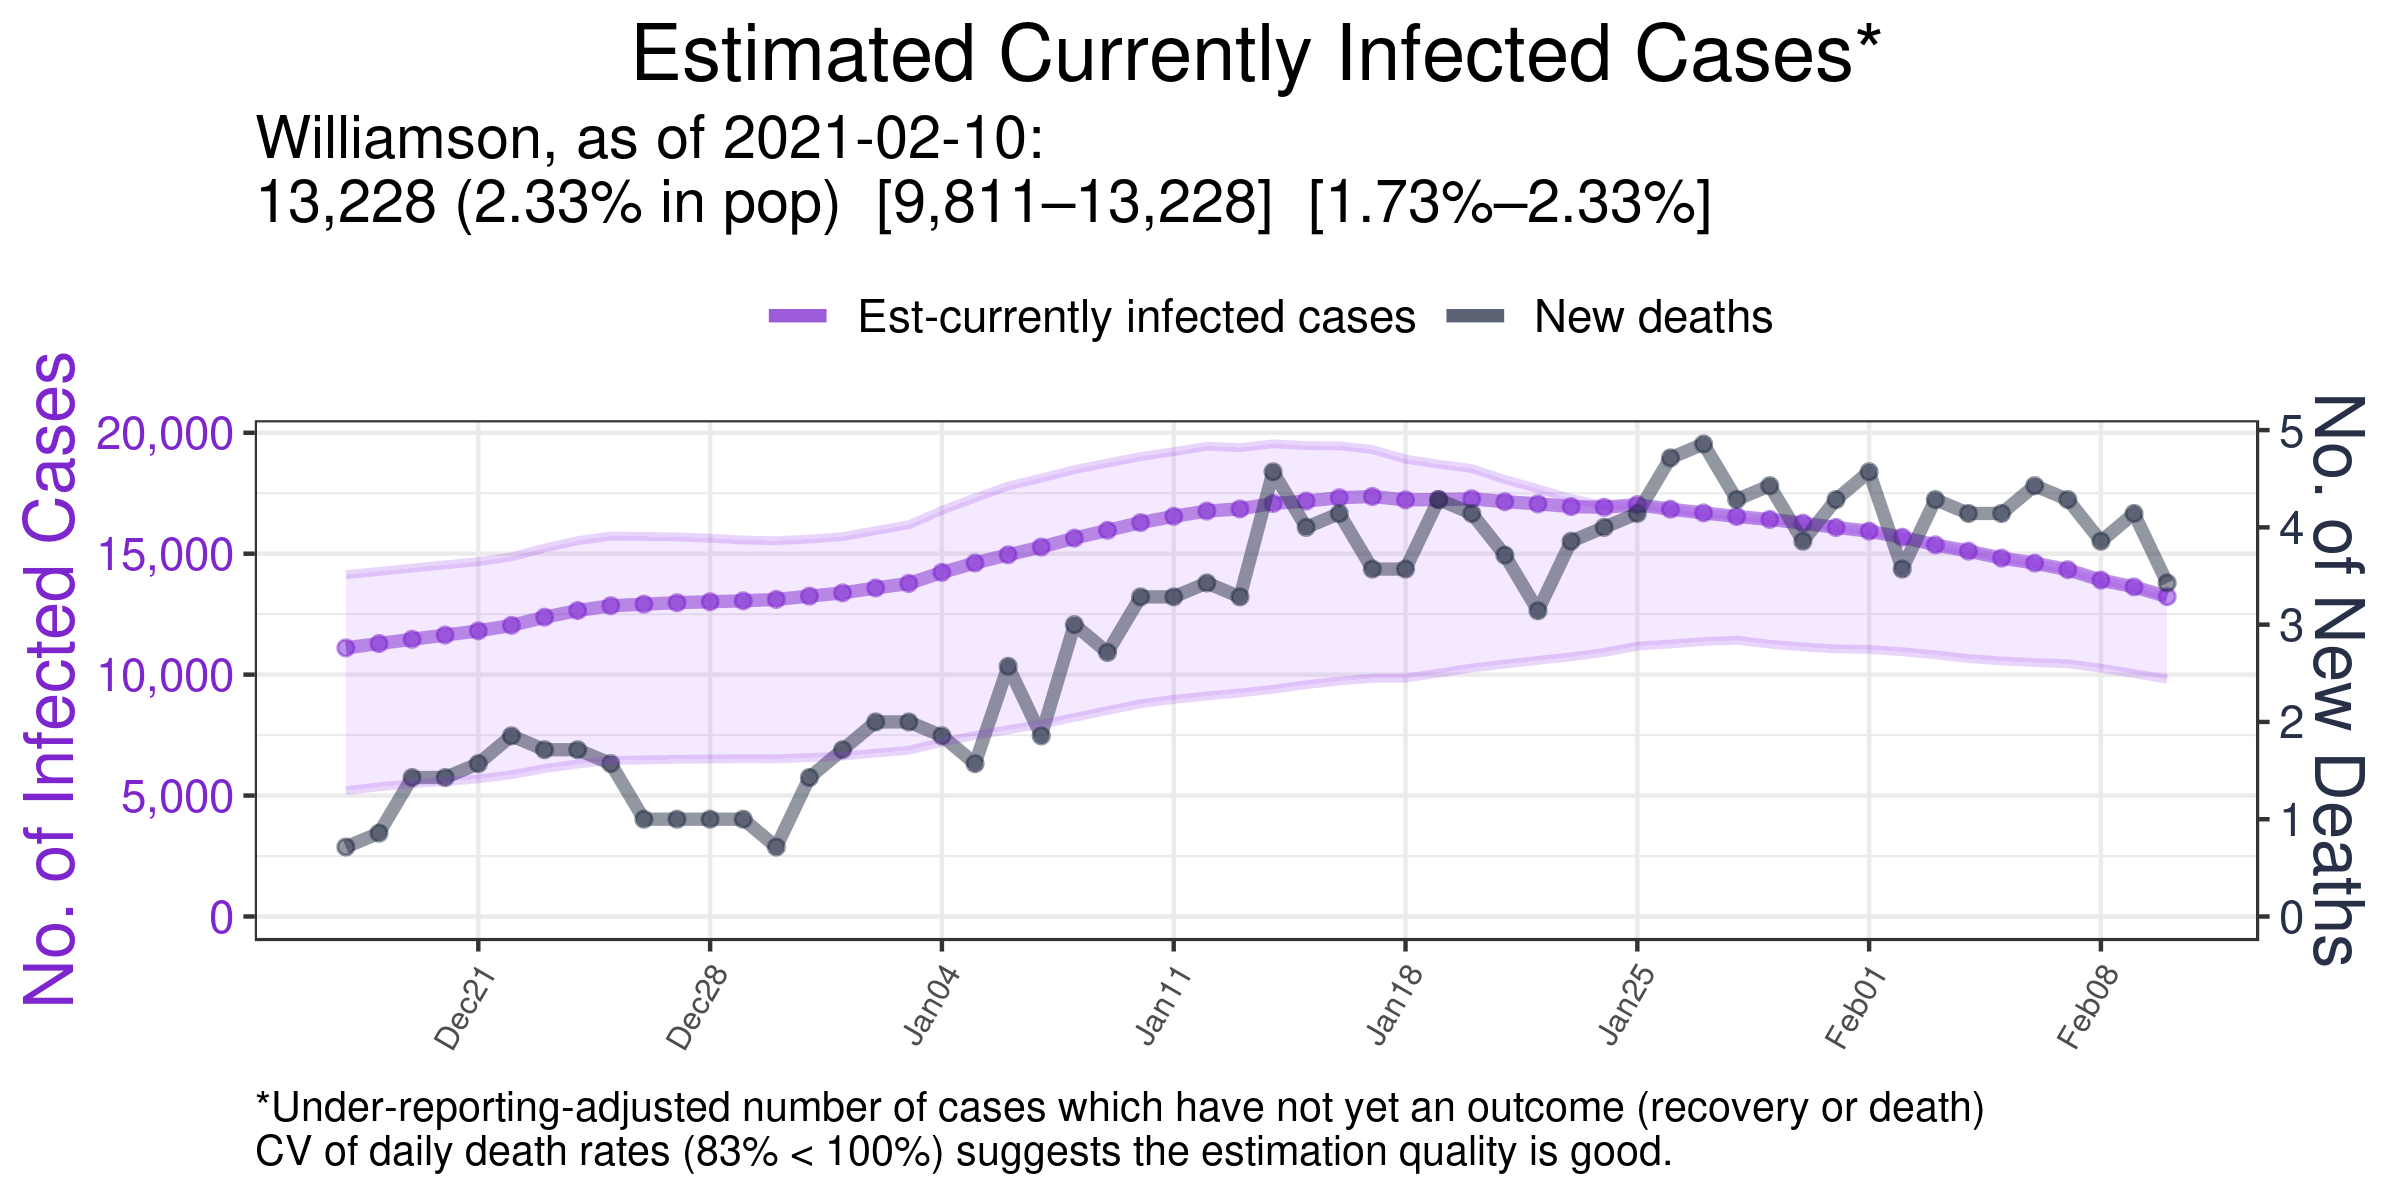 Estimated Currently Infected Cases*
Williamson, as of 2021-02-10:
13,228 (2.33% in pop)  [9,811–13,228]  [1.73%–2.33%]
Est-currently infected cases
New deaths
No. of Infected Cases
20,000
15,000
10,000
5,000
0
5
4
3
2
1
0
No. of New Deaths
Dec21
Dec28
Jan04
Jan11
Jan18
Jan25
Feb01
Feb08
*Under-reporting-adjusted number of cases which have not yet an outcome (recovery or death)
CV of daily death rates (83% < 100%) suggests the estimation quality is good.